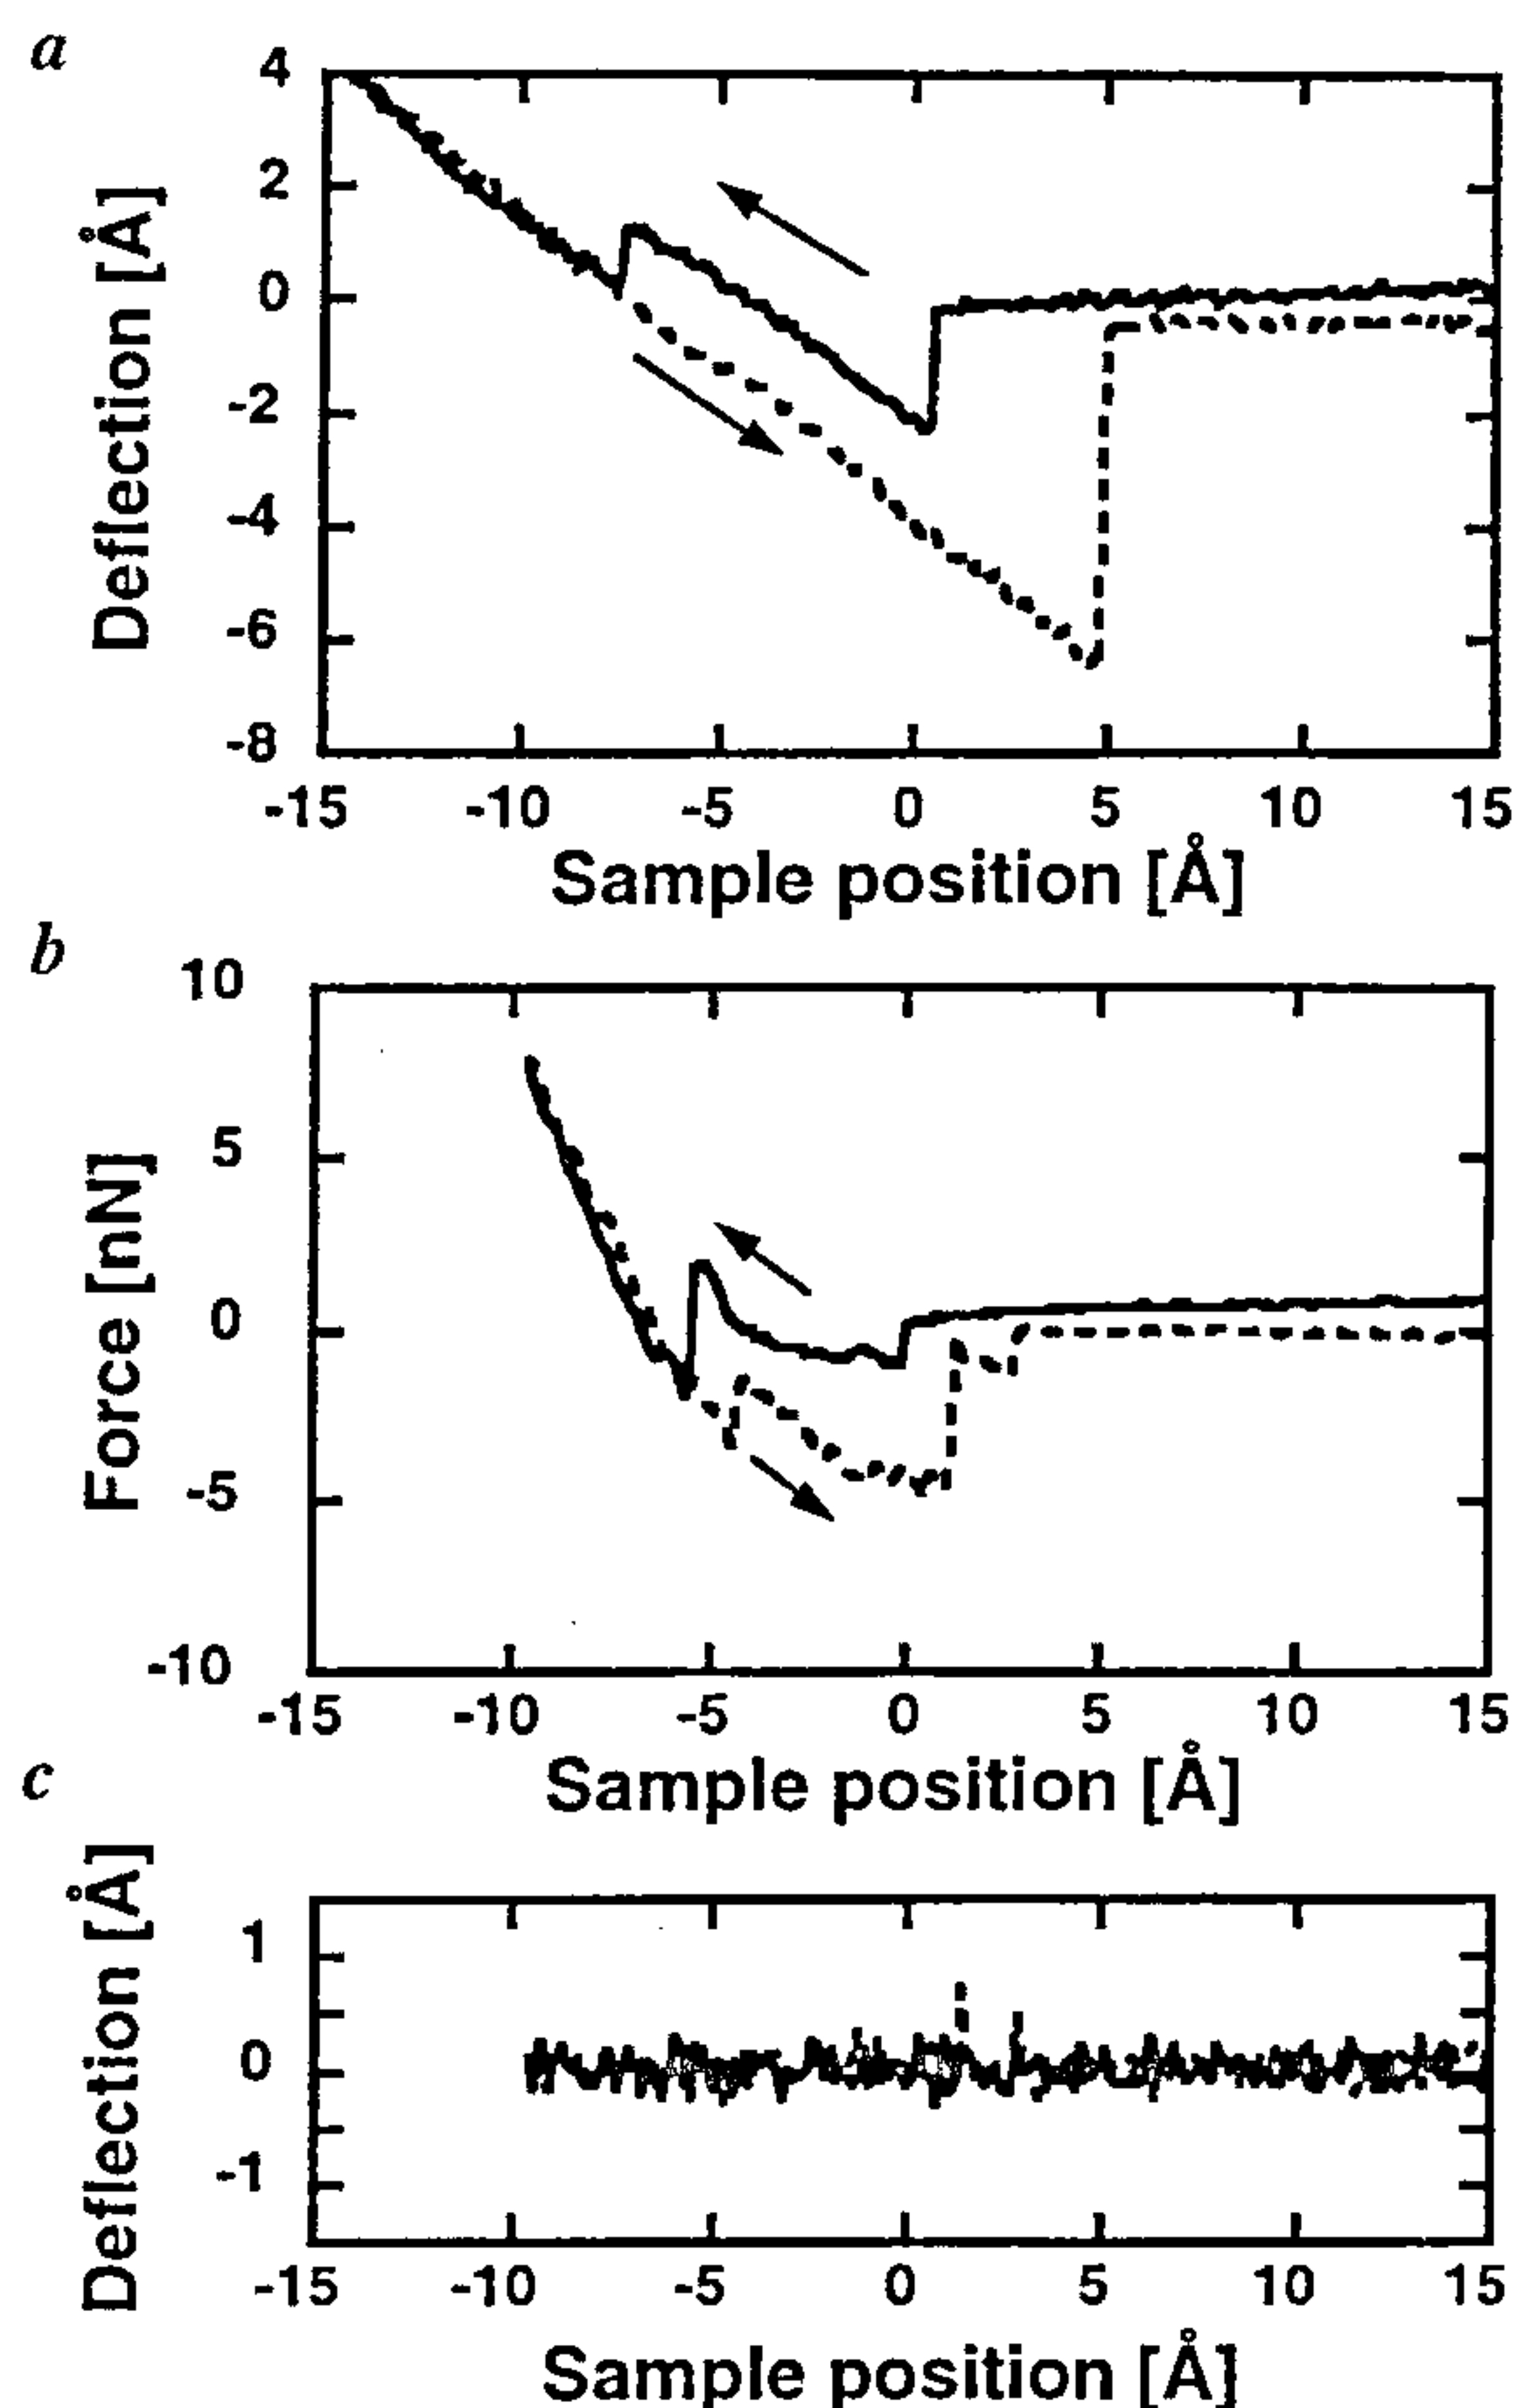 a
4
2
0
-2
-4
-6
-8
Deflection [Å]
-15 -10 -5 0 5 10 15
Sample position [Å]
b
10
5
0
-5
-10
Force [nN]
-15 -10 -5 0 5 10 15
Sample position [Å]
c
1
0
-1
Deflection [Å]
-15 -10 -5 0 5 10 15
Sample position [Å]